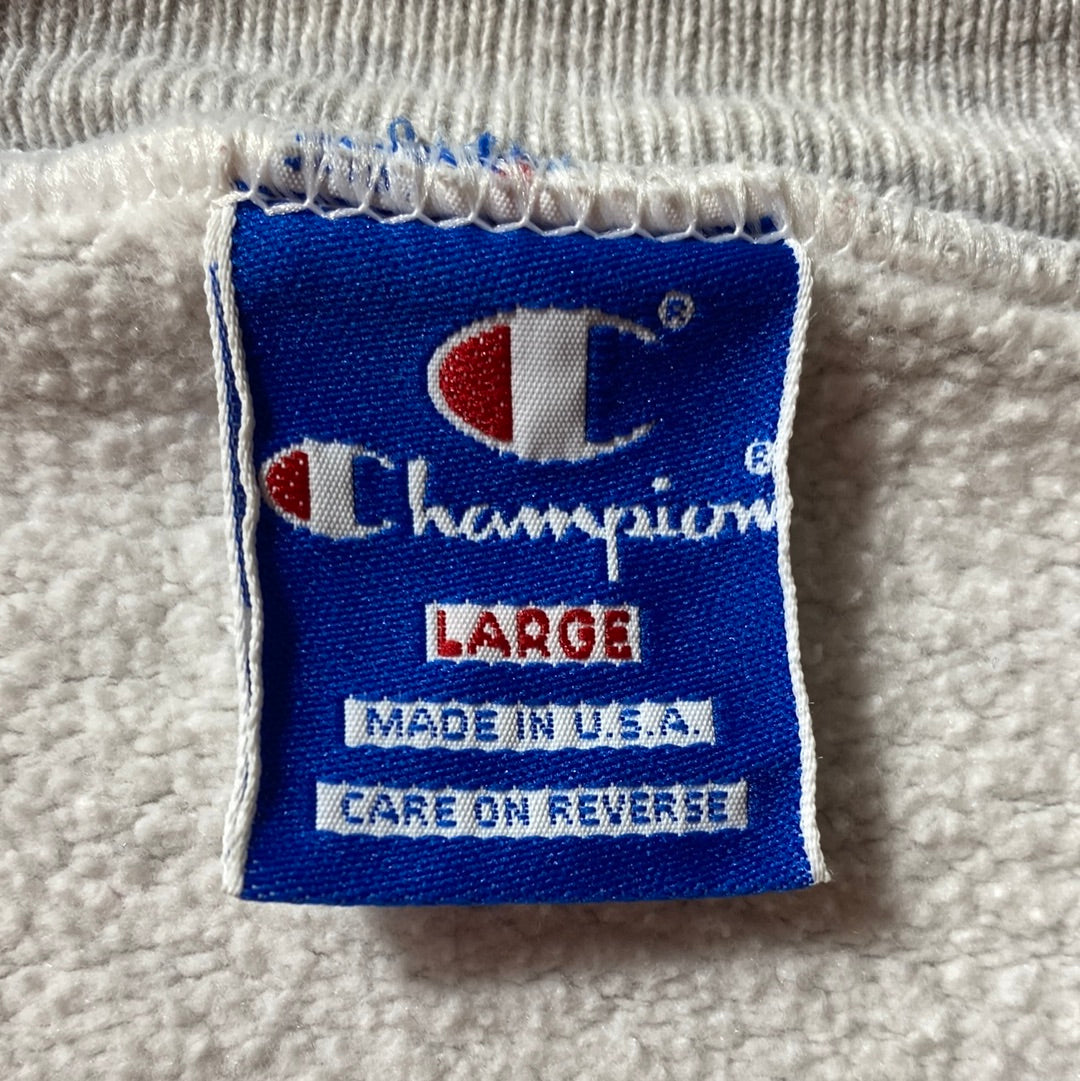 C®
Champion®
LARGE
MADE IN U.S.A.
CARE ON REVERSE